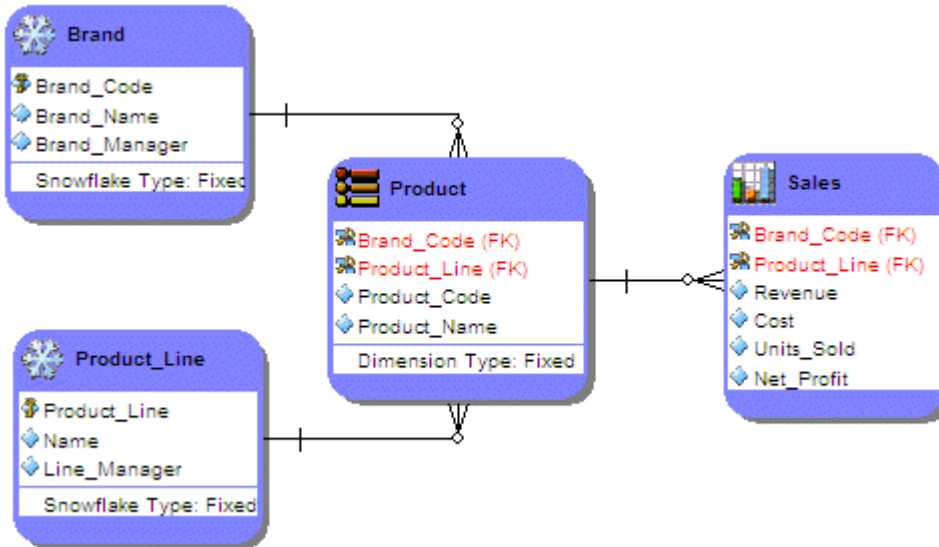 Brand
Brand_Code
Brand_Name
Brand_Manager
Snowflake Type: Fixed
Product_Line
Product_Line
Name
Line_Manager
Snowflake Type: Fixed
Product
Brand_Code (FK)
Product_Line (FK)
Product_Code
Product_Name
Dimension Type: Fixed
Sales
Brand_Code (FK)
Product_Line (FK)
Revenue
Cost
Units_Sold
Net_Profit